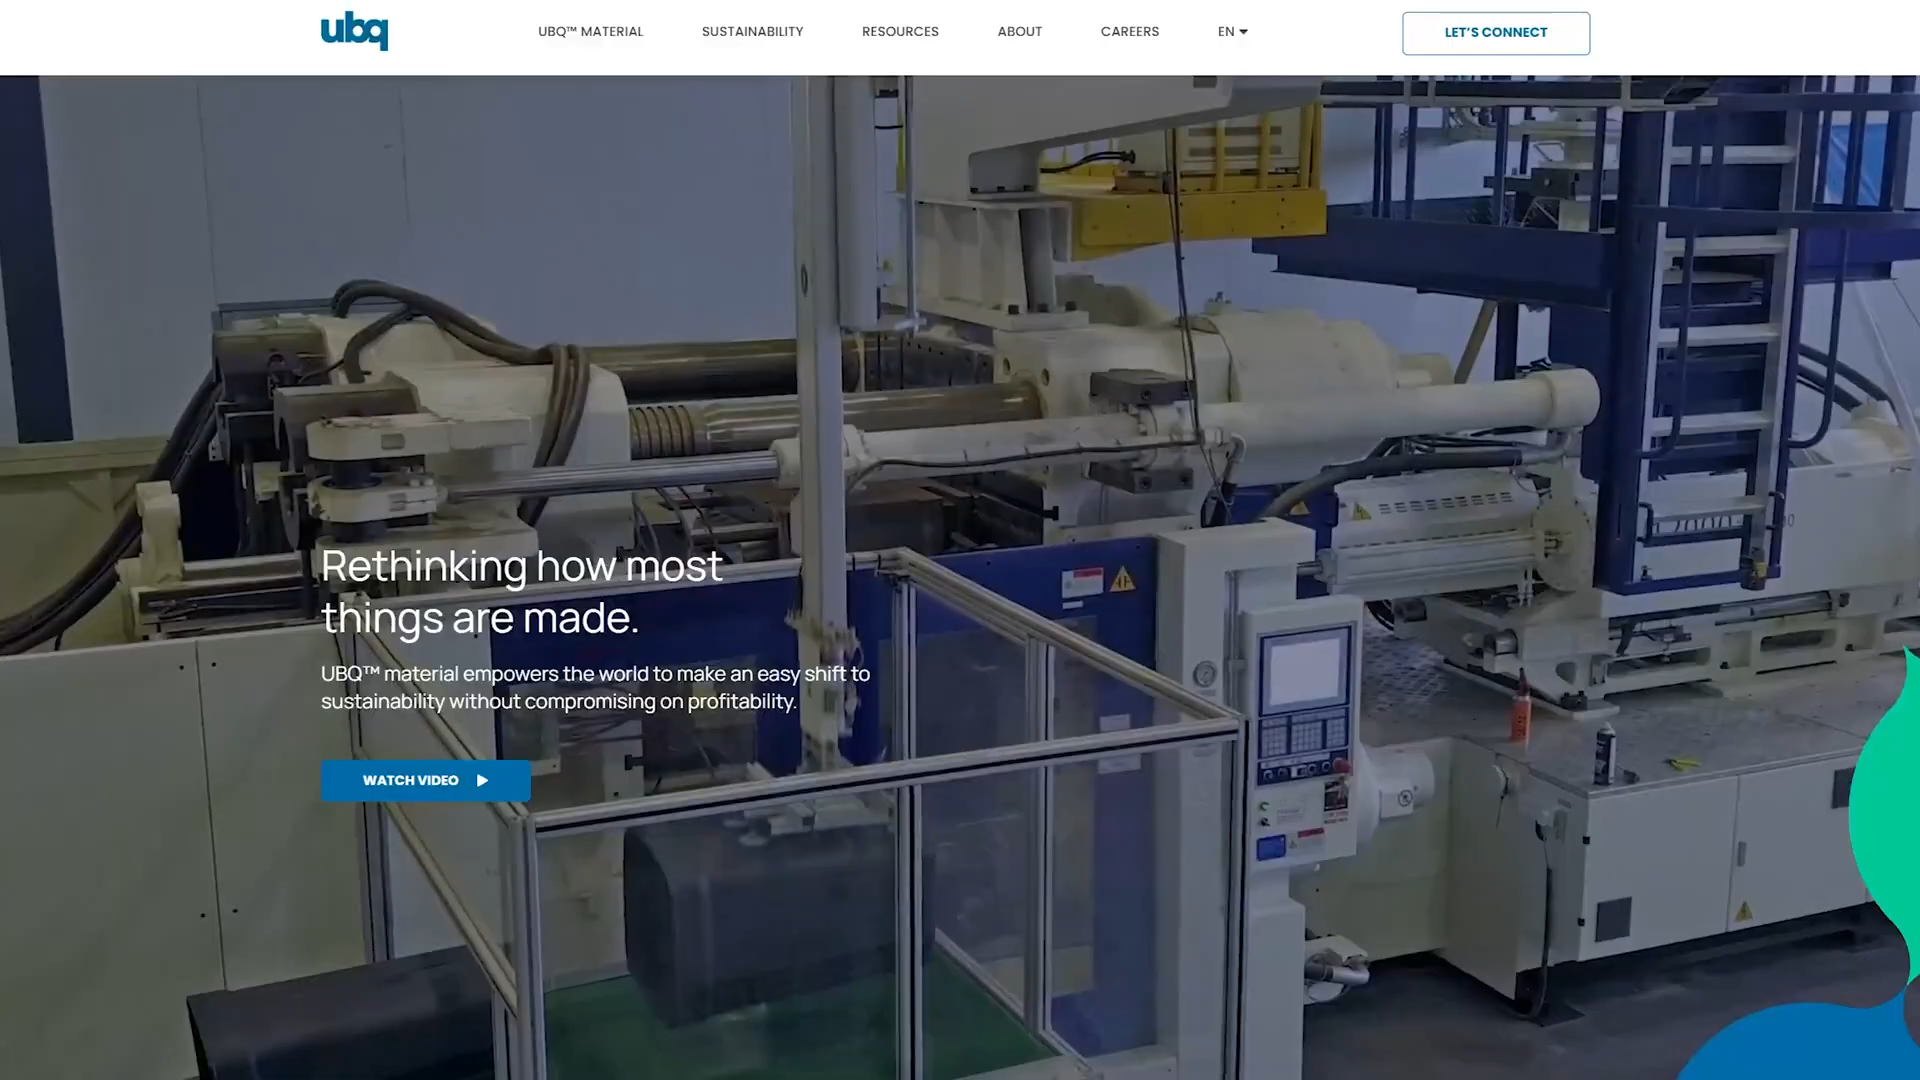 ubq
UBQ™ MATERIAL
SUSTAINABILITY
RESOURCES
ABOUT
CAREERS
EN
LET'S CONNECT
Rethinking how most
things are made.
UBQ™ material empowers the world to make an easy shift to
sustainability without compromising on profitability.
WATCH VIDEO